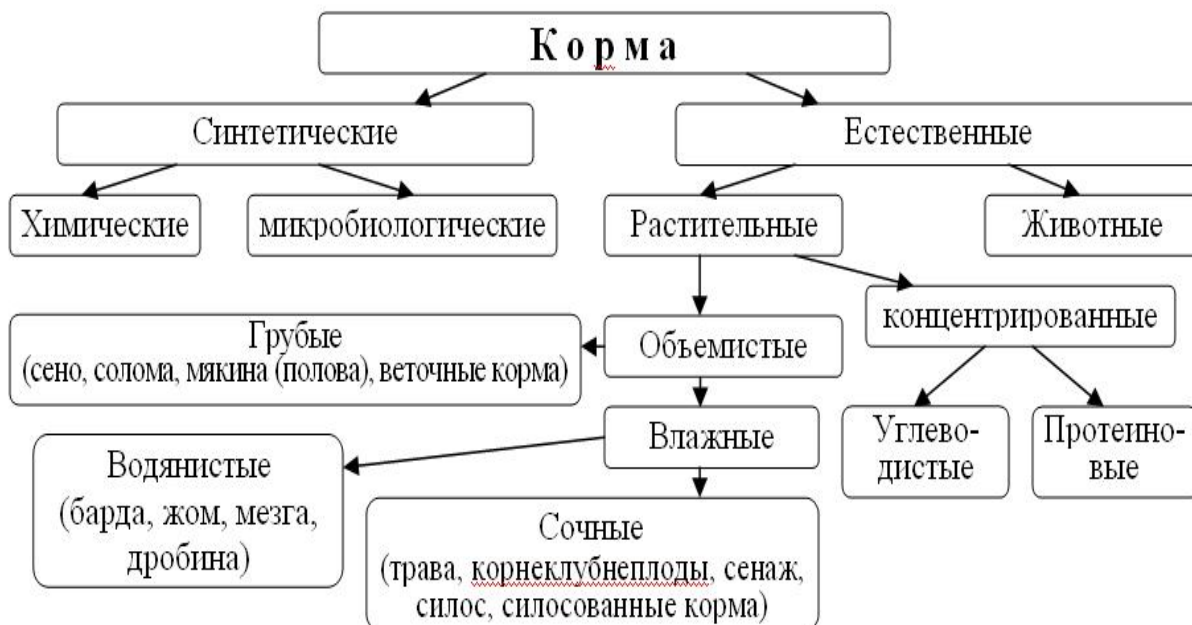 К о р м а
Синтетические
Естественные
Химические
микробиологические
Растительные
Животные
концентрированные
Грубые
(сено, солома, мякина (полова), веточные корма)
Объемистые
Влажные
Углево-
дистые
Протеино-
вые
Водянистые
(барда, жом, мезга,
дробина)
Сочные
(трава, корнеклубнеплоды, сенаж,
силос, силосованные корма)